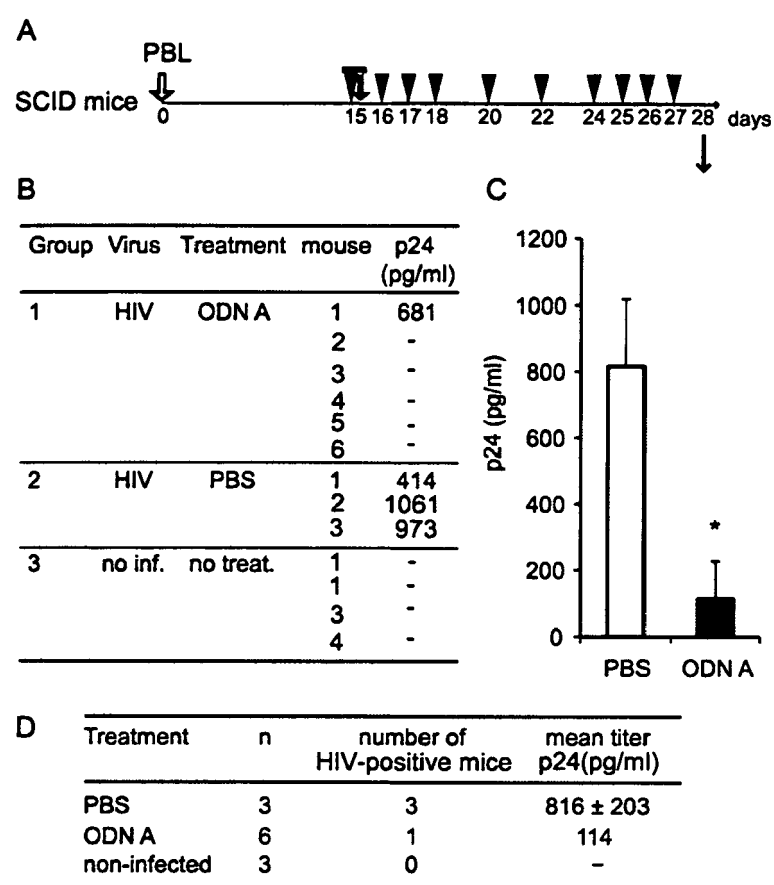 A
PBL
SCID mice
0 15 16 17 18 20 22 24 25 26 27 28 days
B
Group Virus Treatment mouse p24
(pg/ml)
1 HIV ODN A 1 681
2 -
3 -
4 -
5 -
6 -
2 HIV PBS 1 414
2 1061
3 973
3 no inf. no treat. 1 -
1 -
3 -
4 -
C
p24 (pg/ml)
1200
1000
800
600
400
200
0
*
PBS ODN A
D
Treatment n number of mean titer
HIV-positive mice p24(pg/ml)
PBS 3 3 816 ± 203
ODN A 6 1 114
non-infected 3 0 –